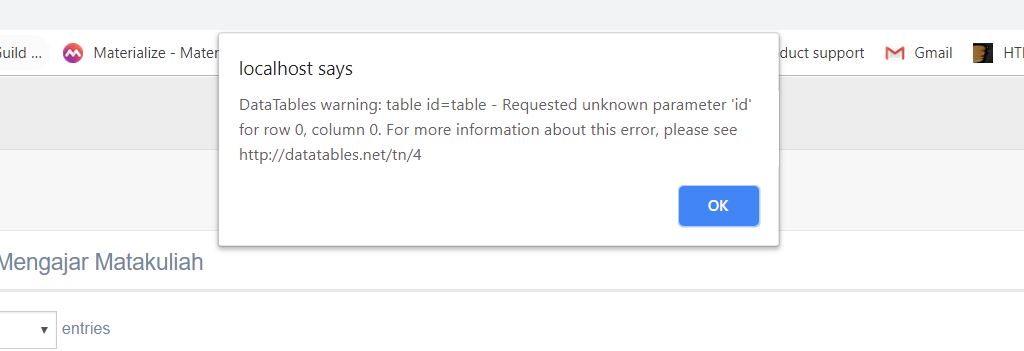 Guild ...
Materialize - Mater
duct support
Gmail
HTI
localhost says
DataTables warning: table id=table - Requested unknown parameter 'id'
for row 0, column 0. For more information about this error, please see
http://datatables.net/tn/4
OK
Mengajar Matakuliah
entries